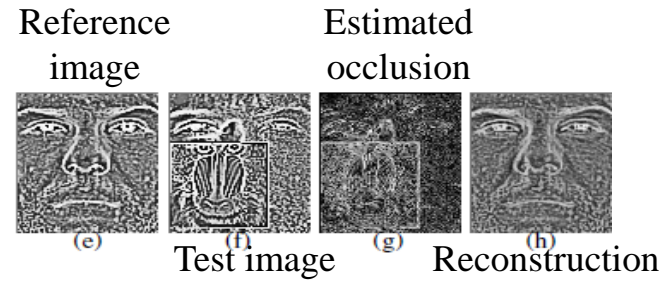 Reference
image
Estimated
occlusion
(e) (f) (g) (h)
Test image
Reconstruction